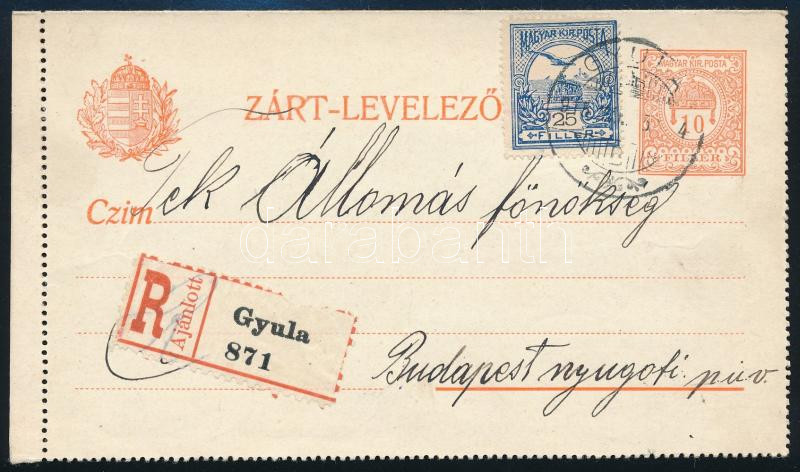 MAGYAR KIR. POSTA
25
FILLÉR
MAGYAR KIR. POSTA
10
FILLÉR
ZÁRT-LEVELEZŐ
Czim
Tek Állomás főnökség
R
Ajánlott
Gyula
871
Budapest nyugoti p.u.v.
darabanth